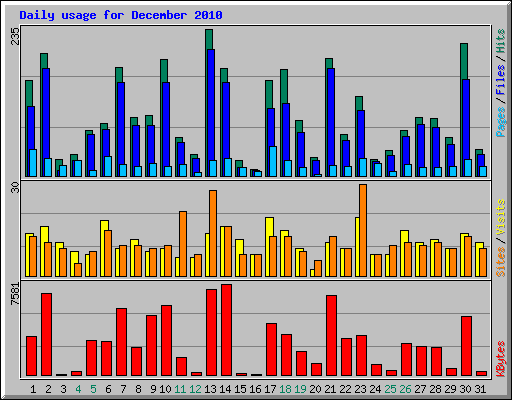 Daily usage for December 2010
235
Pages / Files / Hits
30
Sites / Visits
7581
KBytes
1 2 3 4 5 6 7 8 9 10 11 12 13 14 15 16 17 18 19 20 21 22 23 24 25 26 27 28 29 30 31